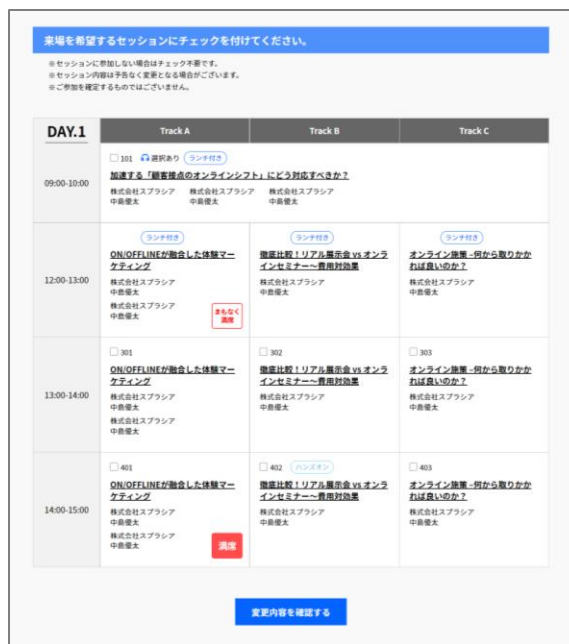 来場を希望するセッションにチェックを付けてください。
※セッションに参加しない場合はチェック不要です。
※セッション内容は予告なく変更となる場合がございます。
※ご参加を確定するものではございません。
DAY.1 Track A Track B Track C
09:00-10:00
101 選択あり ランチ付き
加速する「顧客接点のオンラインシフト」にどう対応すべきか？
株式会社スプラシア 株式会社スプラシア 株式会社スプラシア
中島優太 中島優太 中島優太
12:00-13:00
ランチ付き
ON/OFFLINEが融合した体験マー
ケティング
株式会社スプラシア
中島優太
株式会社スプラシア
中島優太
まもなく
満席
ランチ付き
徹底比較！リアル展示会 vs オンラ
インセミナー～費用対効果
株式会社スプラシア
中島優太
ランチ付き
オンライン施策 –何から取りかか
れば良いのか？
株式会社スプラシア
中島優太
13:00-14:00
301
ON/OFFLINEが融合した体験マー
ケティング
株式会社スプラシア
中島優太
株式会社スプラシア
中島優太
302
徹底比較！リアル展示会 vs オンラ
インセミナー～費用対効果
株式会社スプラシア
中島優太
303
オンライン施策 –何から取りかか
れば良いのか？
株式会社スプラシア
中島優太
14:00-15:00
401
ON/OFFLINEが融合した体験マー
ケティング
株式会社スプラシア
中島優太
株式会社スプラシア
中島優太
満席
402 ハンズオン
徹底比較！リアル展示会 vs オンラ
インセミナー～費用対効果
株式会社スプラシア
中島優太
403
オンライン施策 –何から取りかか
れば良いのか？
株式会社スプラシア
中島優太
変更内容を確認する